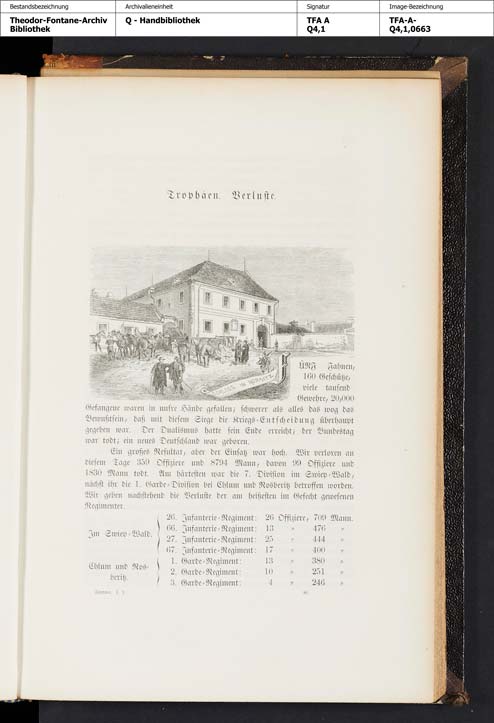 Bestandsbezeichnung Archivalieneinheit Signatur Image-Bezeichnung
Theodor-Fontane-Archiv Q - Handbibliothek TFA A TFA-A-
Bibliothek Q4,1 Q4,1,0663
Trophäen. Verluste.
ÜNF Fahnen,
160 Geschütze,
viele tausend
Gewehre, 20,000
Gefangene waren in unsre Hände gefallen; schwerer als alles das wog das
Bewußtsein, daß mit diesem Siege die Kriegs-Entscheidung überhaupt
gegeben war. Der Dualismus hatte sein Ende erreicht; der Bundestag
war todt; ein neues Deutschland war geboren.
Ein großes Resultat, aber der Einsatz war hoch. Wir verloren an
diesem Tage 359 Offiziere und 8794 Mann, davon 99 Offiziere und
1830 Mann todt. Am härtesten war die 7. Division im Swiep-Wald,
nächst ihr die 1. Garde-Division bei Chlum und Rosberitz betroffen worden.
Wir geben nachstehend die Verluste der am heißesten im Gefecht gewesenen
Regimenter.
Im Swiep-Wald.
26. Infanterie-Regiment: 26 Offiziere, 709 Mann.
66. Infanterie-Regiment: 13 " 476 "
27. Infanterie-Regiment: 25 " 444 "
67. Infanterie-Regiment: 17 " 400 "
Chlum und Ros-
beritz.
1. Garde-Regiment: 13 " 380 "
2. Garde-Regiment: 10 " 251 "
3. Garde-Regiment: 4 " 246 "